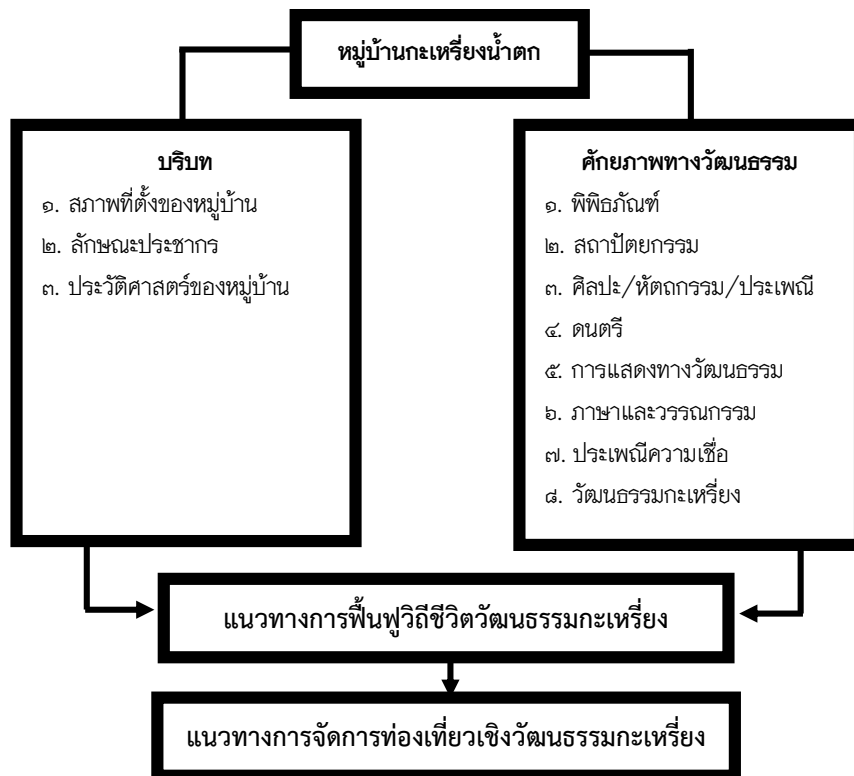 หมู่บ้านกะเหรี่ยงน้ำตก
บริบท
๑. สภาพที่ตั้งของหมู่บ้าน
๒. ลักษณะประชากร
๓. ประวัติศาสตร์ของหมู่บ้าน
ศักยภาพทางวัฒนธรรม
๑. พิพิธภัณฑ์
๒. สถาปัตยกรรม
๓. ศิลปะ/หัตถกรรม/ประเพณี
๔. ดนตรี
๕. การแสดงทางวัฒนธรรม
๖. ภาษาและวรรณกรรม
๗. ประเพณีความเชื่อ
๘. วัฒนธรรมกะเหรี่ยง
แนวทางการฟื้นฟูวิถีชีวิตวัฒนธรรมกะเหรี่ยง
แนวทางการจัดการท่องเที่ยวเชิงวัฒนธรรมกะเหรี่ยง